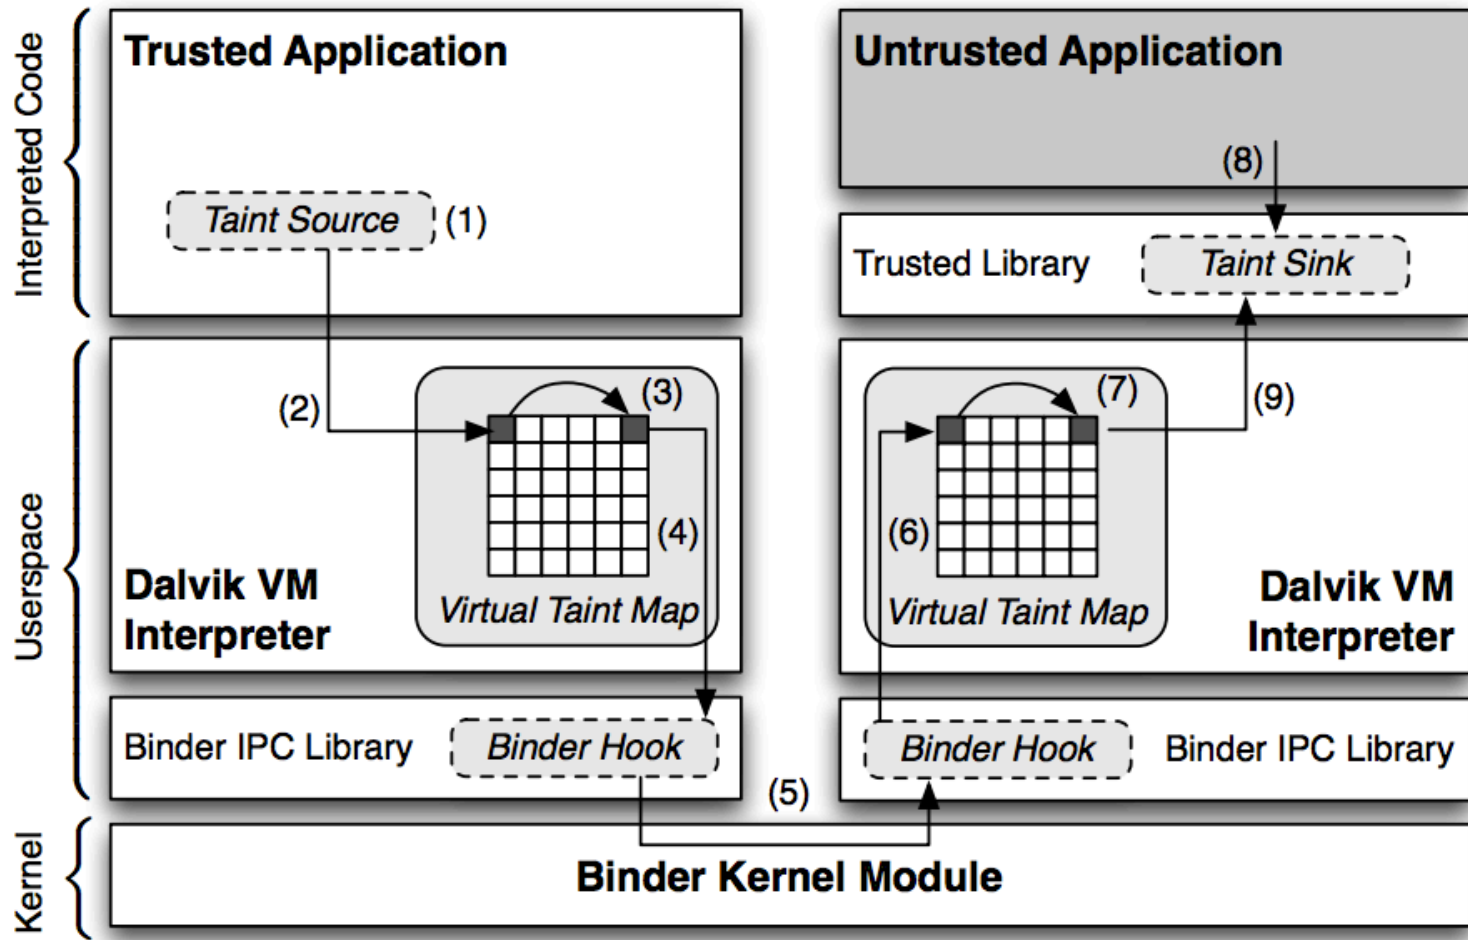 Interpreted Code
Trusted Application
Taint Source
(1)
Untrusted Application
(8)
Trusted Library
Taint Sink
Userspace
(2)
(3)
(4)
Virtual Taint Map
Dalvik VM
Interpreter
(7)
(9)
(6)
Virtual Taint Map
Dalvik VM
Interpreter
Binder IPC Library
Binder Hook
(5)
Binder Hook
Binder IPC Library
Kernel
Binder Kernel Module